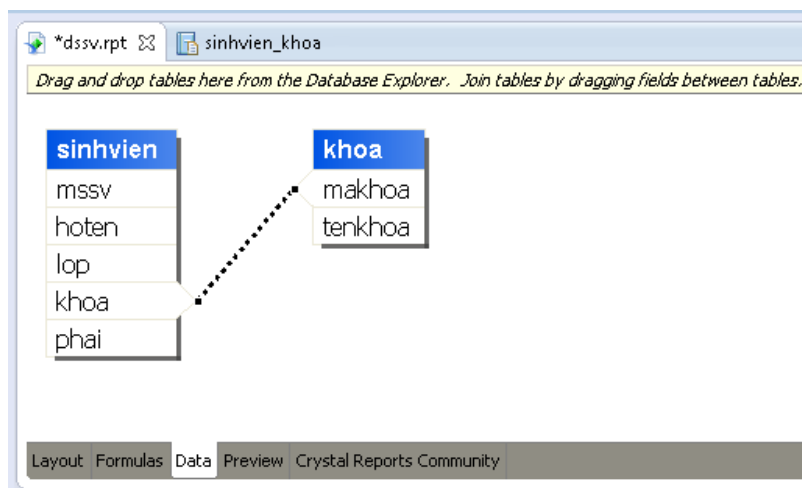 *dssv.rpt sinhvien_khoa
Drag and drop tables here from the Database Explorer. Join tables by dragging fields between tables.
sinhvien
mssv
hoten
lop
khoa
phai
khoa
makhoa
tenkhoa
Layout Formulas Data Preview Crystal Reports Community